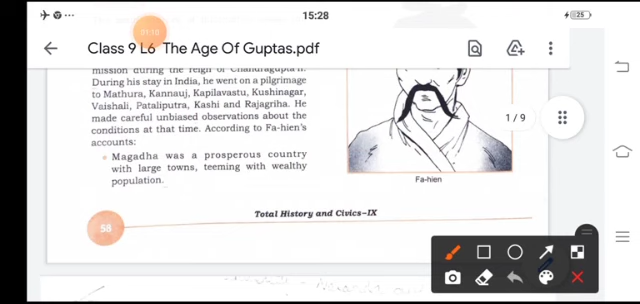 15:28
25
01:10
Class 9 L6 The Age Of Guptas.pdf
mission during the reign of Chandragupta II.
During his stay in India, he went on a pilgrimage
to Mathura, Kannauj, Kapilavastu, Kushinagar,
Vaishali, Pataliputra, Kashi and Rajagriha. He
made careful unbiased observations about the
conditions at that time. According to Fa-hien's
accounts:
Magadha was a prosperous country
with large towns, teeming with wealthy
population.
1 / 9
Fa-hien
58
Total History and Civics–IX